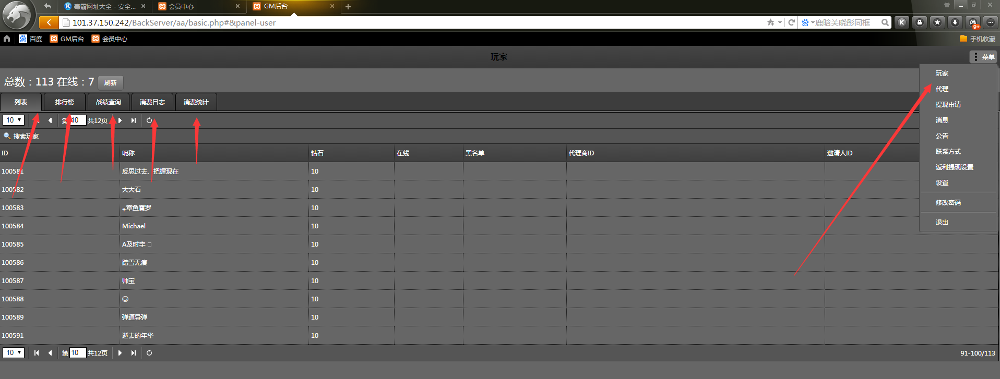 毒霸网址大全 - 安全... 会员中心 GM后台
101.37.150.242/BackServer/aa/basic.php#&panel-user 鹿晗关晓彤同框
9+
百度 GM后台 会员中心 手机收藏
玩家 菜单
总数：113 在线：7 刷新
列表 排行榜 战绩查询 消费日志 消费统计
10 第 10 共12页
搜索玩家
ID 昵称 钻石 在线 黑名单 代理商ID 邀请人ID
100581 反思过去、把握现在 10
100582 大大石 10
100583 章鱼寶罗 10
100584 Michael 10
100585 A及时宇 10
100586 踏雪无痕 10
100587 帅宝 10
100588 10
100589 弹道导弹 10
100591 逝去的年华 10
10 第 10 共12页 91-100/113
玩家
代理
提现申请
消息
公告
联系方式
返利提现设置
设置
修改密码
退出